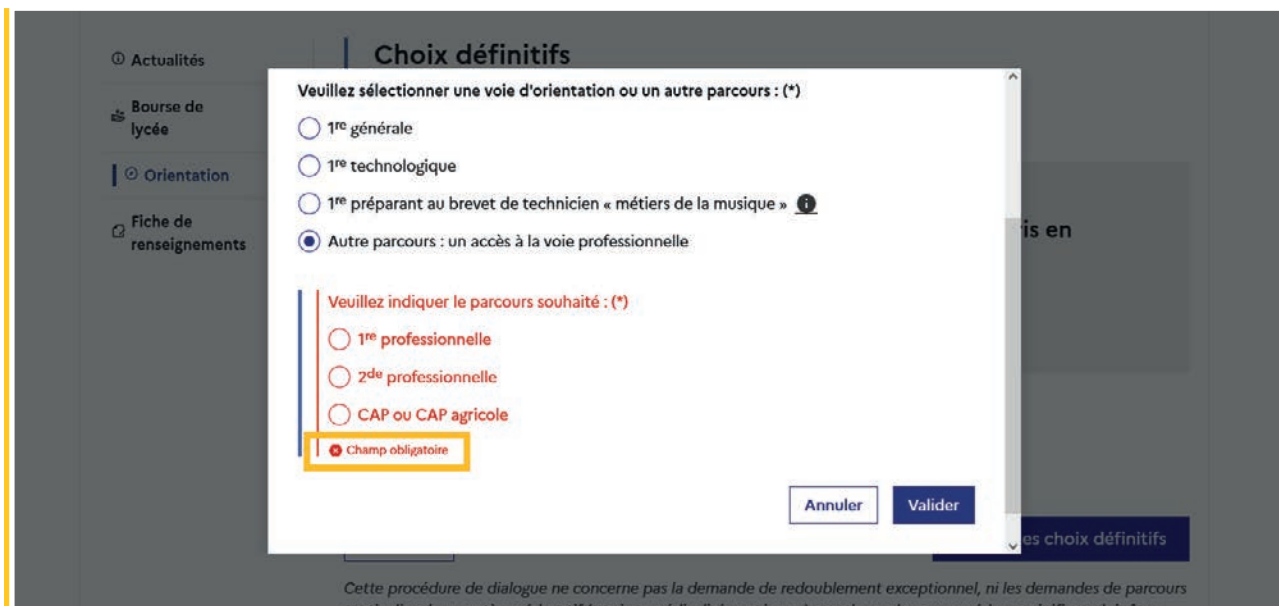 Actualités
Bourse de
lycée
Orientation
Fiche de
renseignements
Choix définitifs
Veuillez sélectionner une voie d'orientation ou un autre parcours : (*)
1re générale
1re technologique
1re préparant au brevet de technicien « métiers de la musique »
Autre parcours : un accès à la voie professionnelle
is en
Veuillez indiquer le parcours souhaité : (*)
1re professionnelle
2de professionnelle
CAP ou CAP agricole
Champ obligatoire
Annuler Valider
es choix définitifs
Cette procédure de dialogue ne concerne pas la demande de redoublement exceptionnel, ni les demandes de parcours